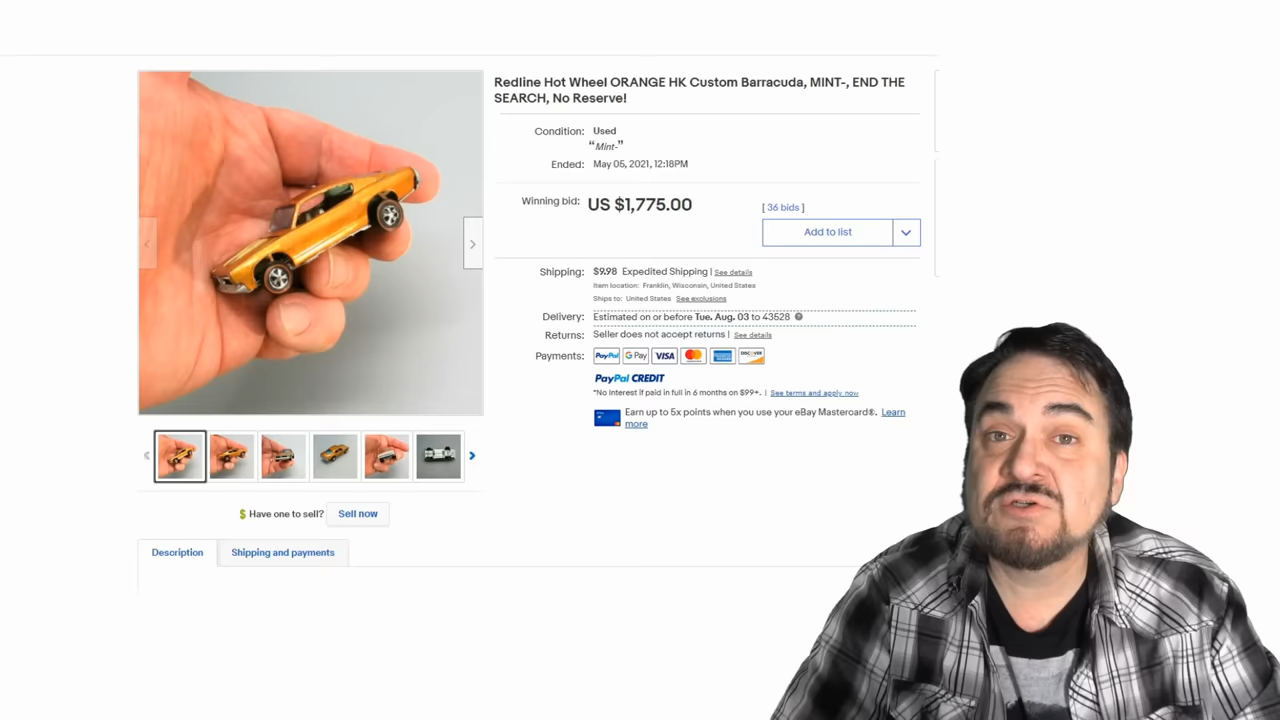 Redline Hot Wheel ORANGE HK Custom Barracuda, MINT-, END THE
SEARCH, No Reserve!
Condition: Used
“Mint-”
Ended: May 05, 2021, 12:18PM
Winning bid: US $1,775.00
[ 36 bids ]
Add to list
Shipping: $9.98 Expedited Shipping | See details
Item location: Franklin, Wisconsin, United States
Ships to: United States See exclusions
Delivery: Estimated on or before Tue. Aug. 03 to 43528
Returns: Seller does not accept returns | See details
Payments: PayPal G Pay VISA
PayPal CREDIT
*No Interest if paid in full in 6 months on $99+. | See terms and apply now
Earn up to 5x points when you use your eBay Mastercard®. Learn
more
$ Have one to sell? Sell now
Description Shipping and payments